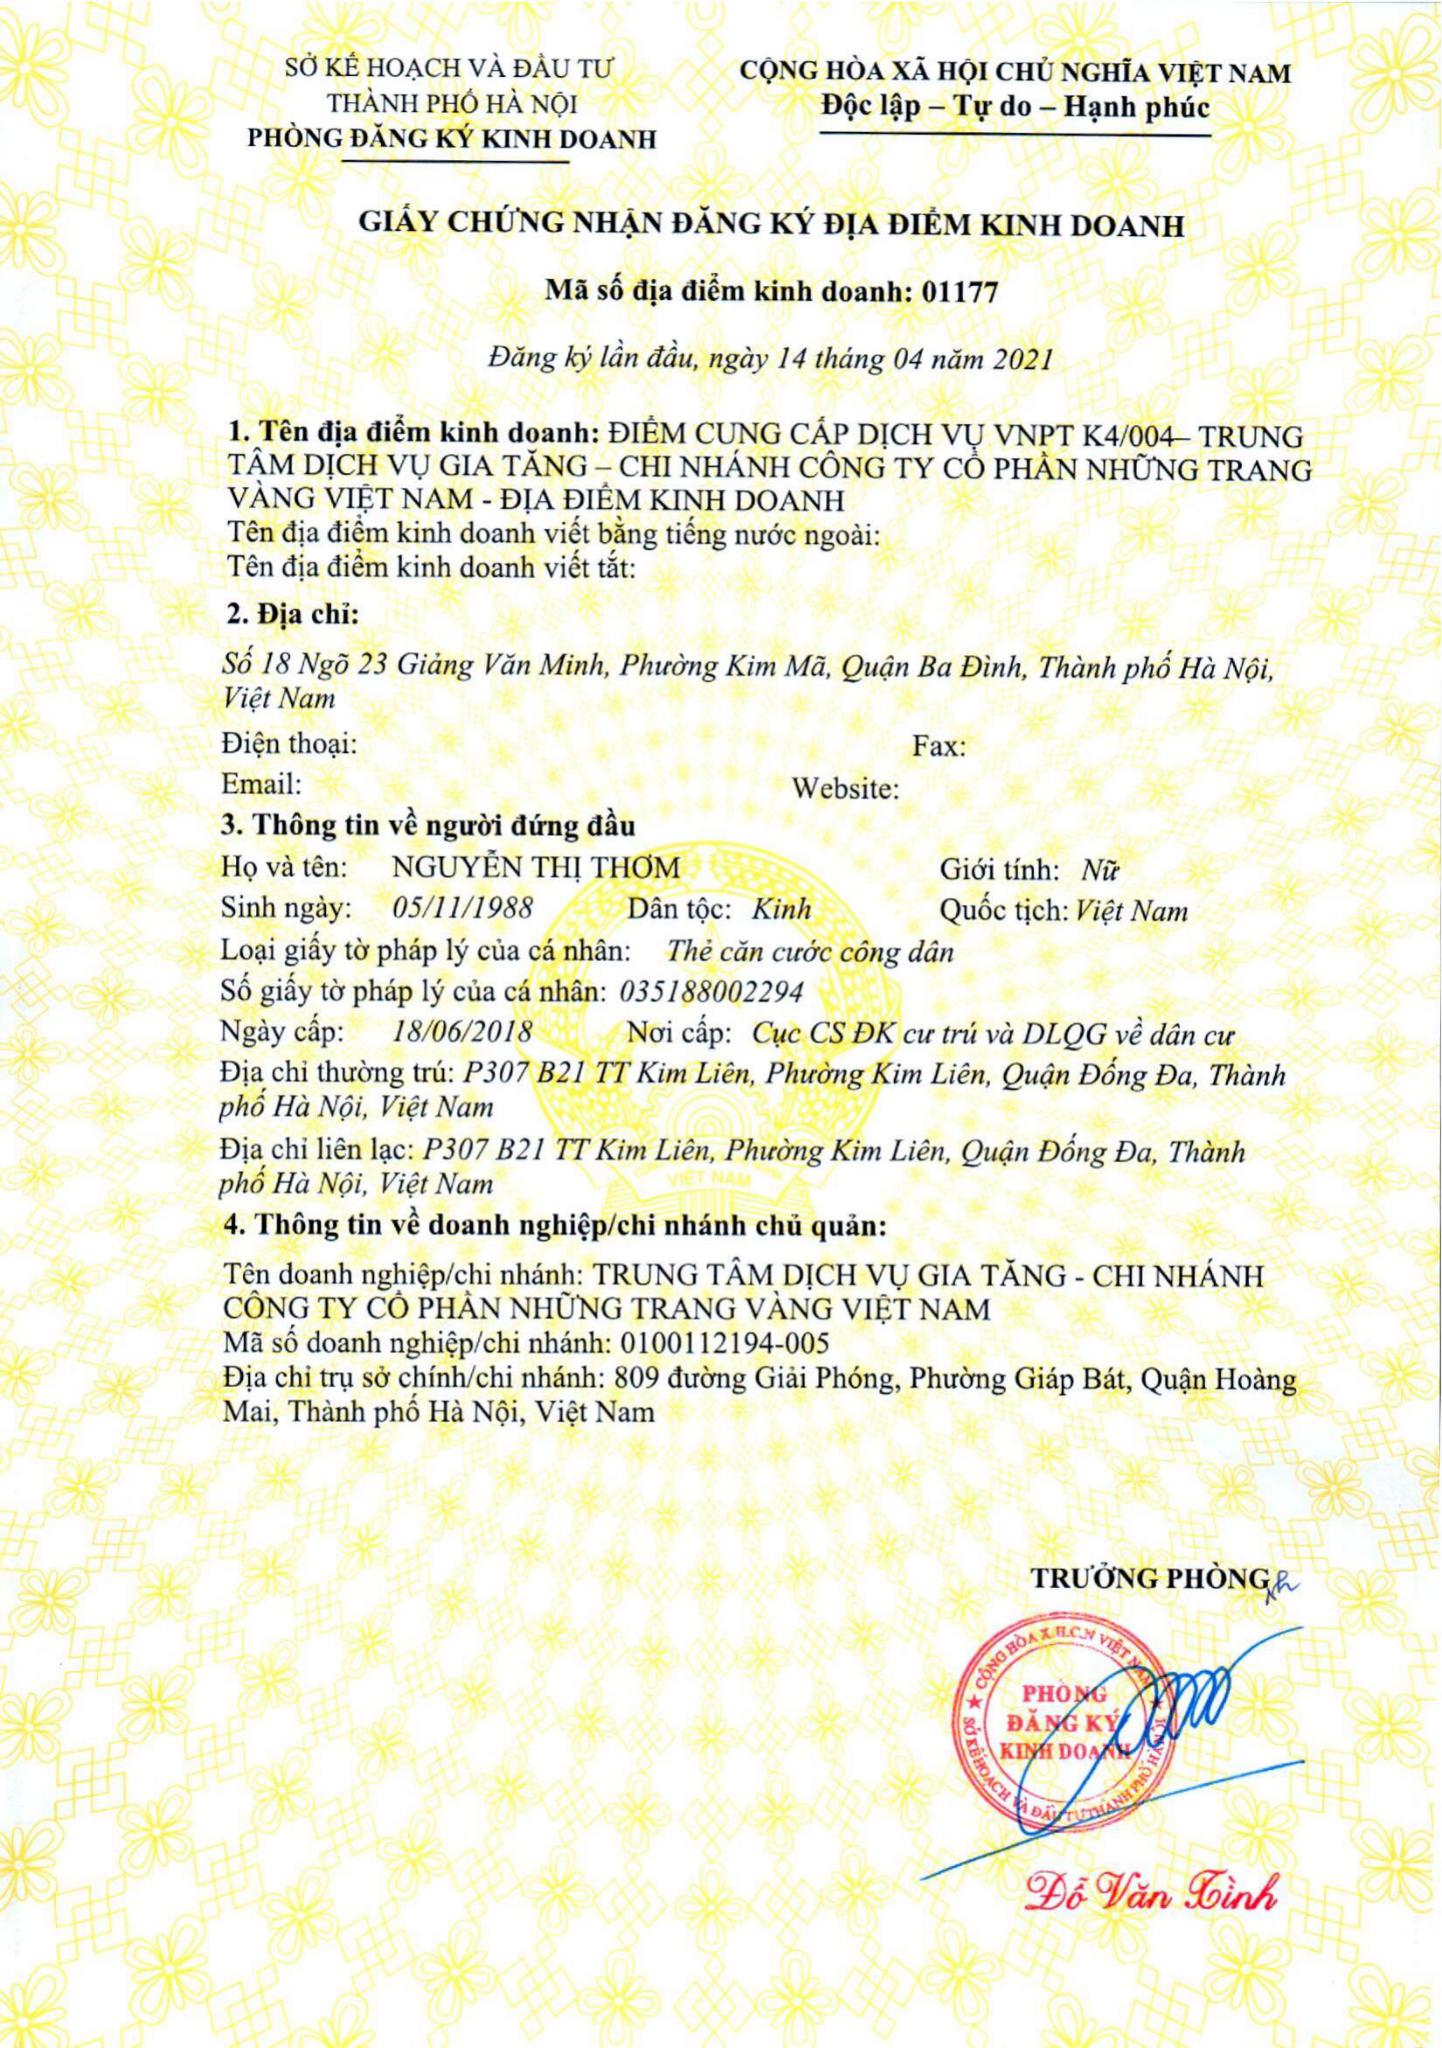 SỞ KẾ HOẠCH VÀ ĐẦU TƯ
THÀNH PHỐ HÀ NỘI
PHÒNG ĐĂNG KÝ KINH DOANH
CỘNG HÒA XÃ HỘI CHỦ NGHĨA VIỆT NAM
Độc lập – Tự do – Hạnh phúc
GIẤY CHỨNG NHẬN ĐĂNG KÝ ĐỊA ĐIỂM KINH DOANH
Mã số địa điểm kinh doanh: 01177
Đăng ký lần đầu, ngày 14 tháng 04 năm 2021
1. Tên địa điểm kinh doanh: ĐIỂM CUNG CẤP DỊCH VỤ VNPT K4/004– TRUNG
TÂM DỊCH VỤ GIA TĂNG – CHI NHÁNH CÔNG TY CỔ PHẦN NHỮNG TRANG
VÀNG VIỆT NAM - ĐỊA ĐIỂM KINH DOANH
Tên địa điểm kinh doanh viết bằng tiếng nước ngoài:
Tên địa điểm kinh doanh viết tắt:
2. Địa chỉ:
Số 18 Ngõ 23 Giảng Văn Minh, Phường Kim Mã, Quận Ba Đình, Thành phố Hà Nội,
Việt Nam
Điện thoại: Fax:
Email: Website:
3. Thông tin về người đứng đầu
Họ và tên: NGUYỄN THỊ THƠM Giới tính: Nữ
Sinh ngày: 05/11/1988 Dân tộc: Kinh Quốc tịch: Việt Nam
Loại giấy tờ pháp lý của cá nhân: Thẻ căn cước công dân
Số giấy tờ pháp lý của cá nhân: 035188002294
Ngày cấp: 18/06/2018 Nơi cấp: Cục CS ĐK cư trú và DLQG về dân cư
Địa chỉ thường trú: P307 B21 TT Kim Liên, Phường Kim Liên, Quận Đống Đa, Thành
phố Hà Nội, Việt Nam
Địa chỉ liên lạc: P307 B21 TT Kim Liên, Phường Kim Liên, Quận Đống Đa, Thành
phố Hà Nội, Việt Nam
VIỆT NAM
4. Thông tin về doanh nghiệp/chi nhánh chủ quản:
Tên doanh nghiệp/chi nhánh: TRUNG TÂM DỊCH VỤ GIA TĂNG - CHI NHÁNH
CÔNG TY CỔ PHẦN NHỮNG TRANG VÀNG VIỆT NAM
Mã số doanh nghiệp/chi nhánh: 0100112194-005
Địa chỉ trụ sở chính/chi nhánh: 809 đường Giải Phóng, Phường Giáp Bát, Quận Hoàng
Mai, Thành phố Hà Nội, Việt Nam
TRƯỞNG PHÒNG
CỘNG HÒA X.H.C.N VIỆT NAM
PHÒNG
ĐĂNG KÝ
KINH DOANH
SỞ KẾ HOẠCH VÀ ĐẦU TƯ THÀNH PHỐ HÀ NỘI
Đỗ Văn Tình